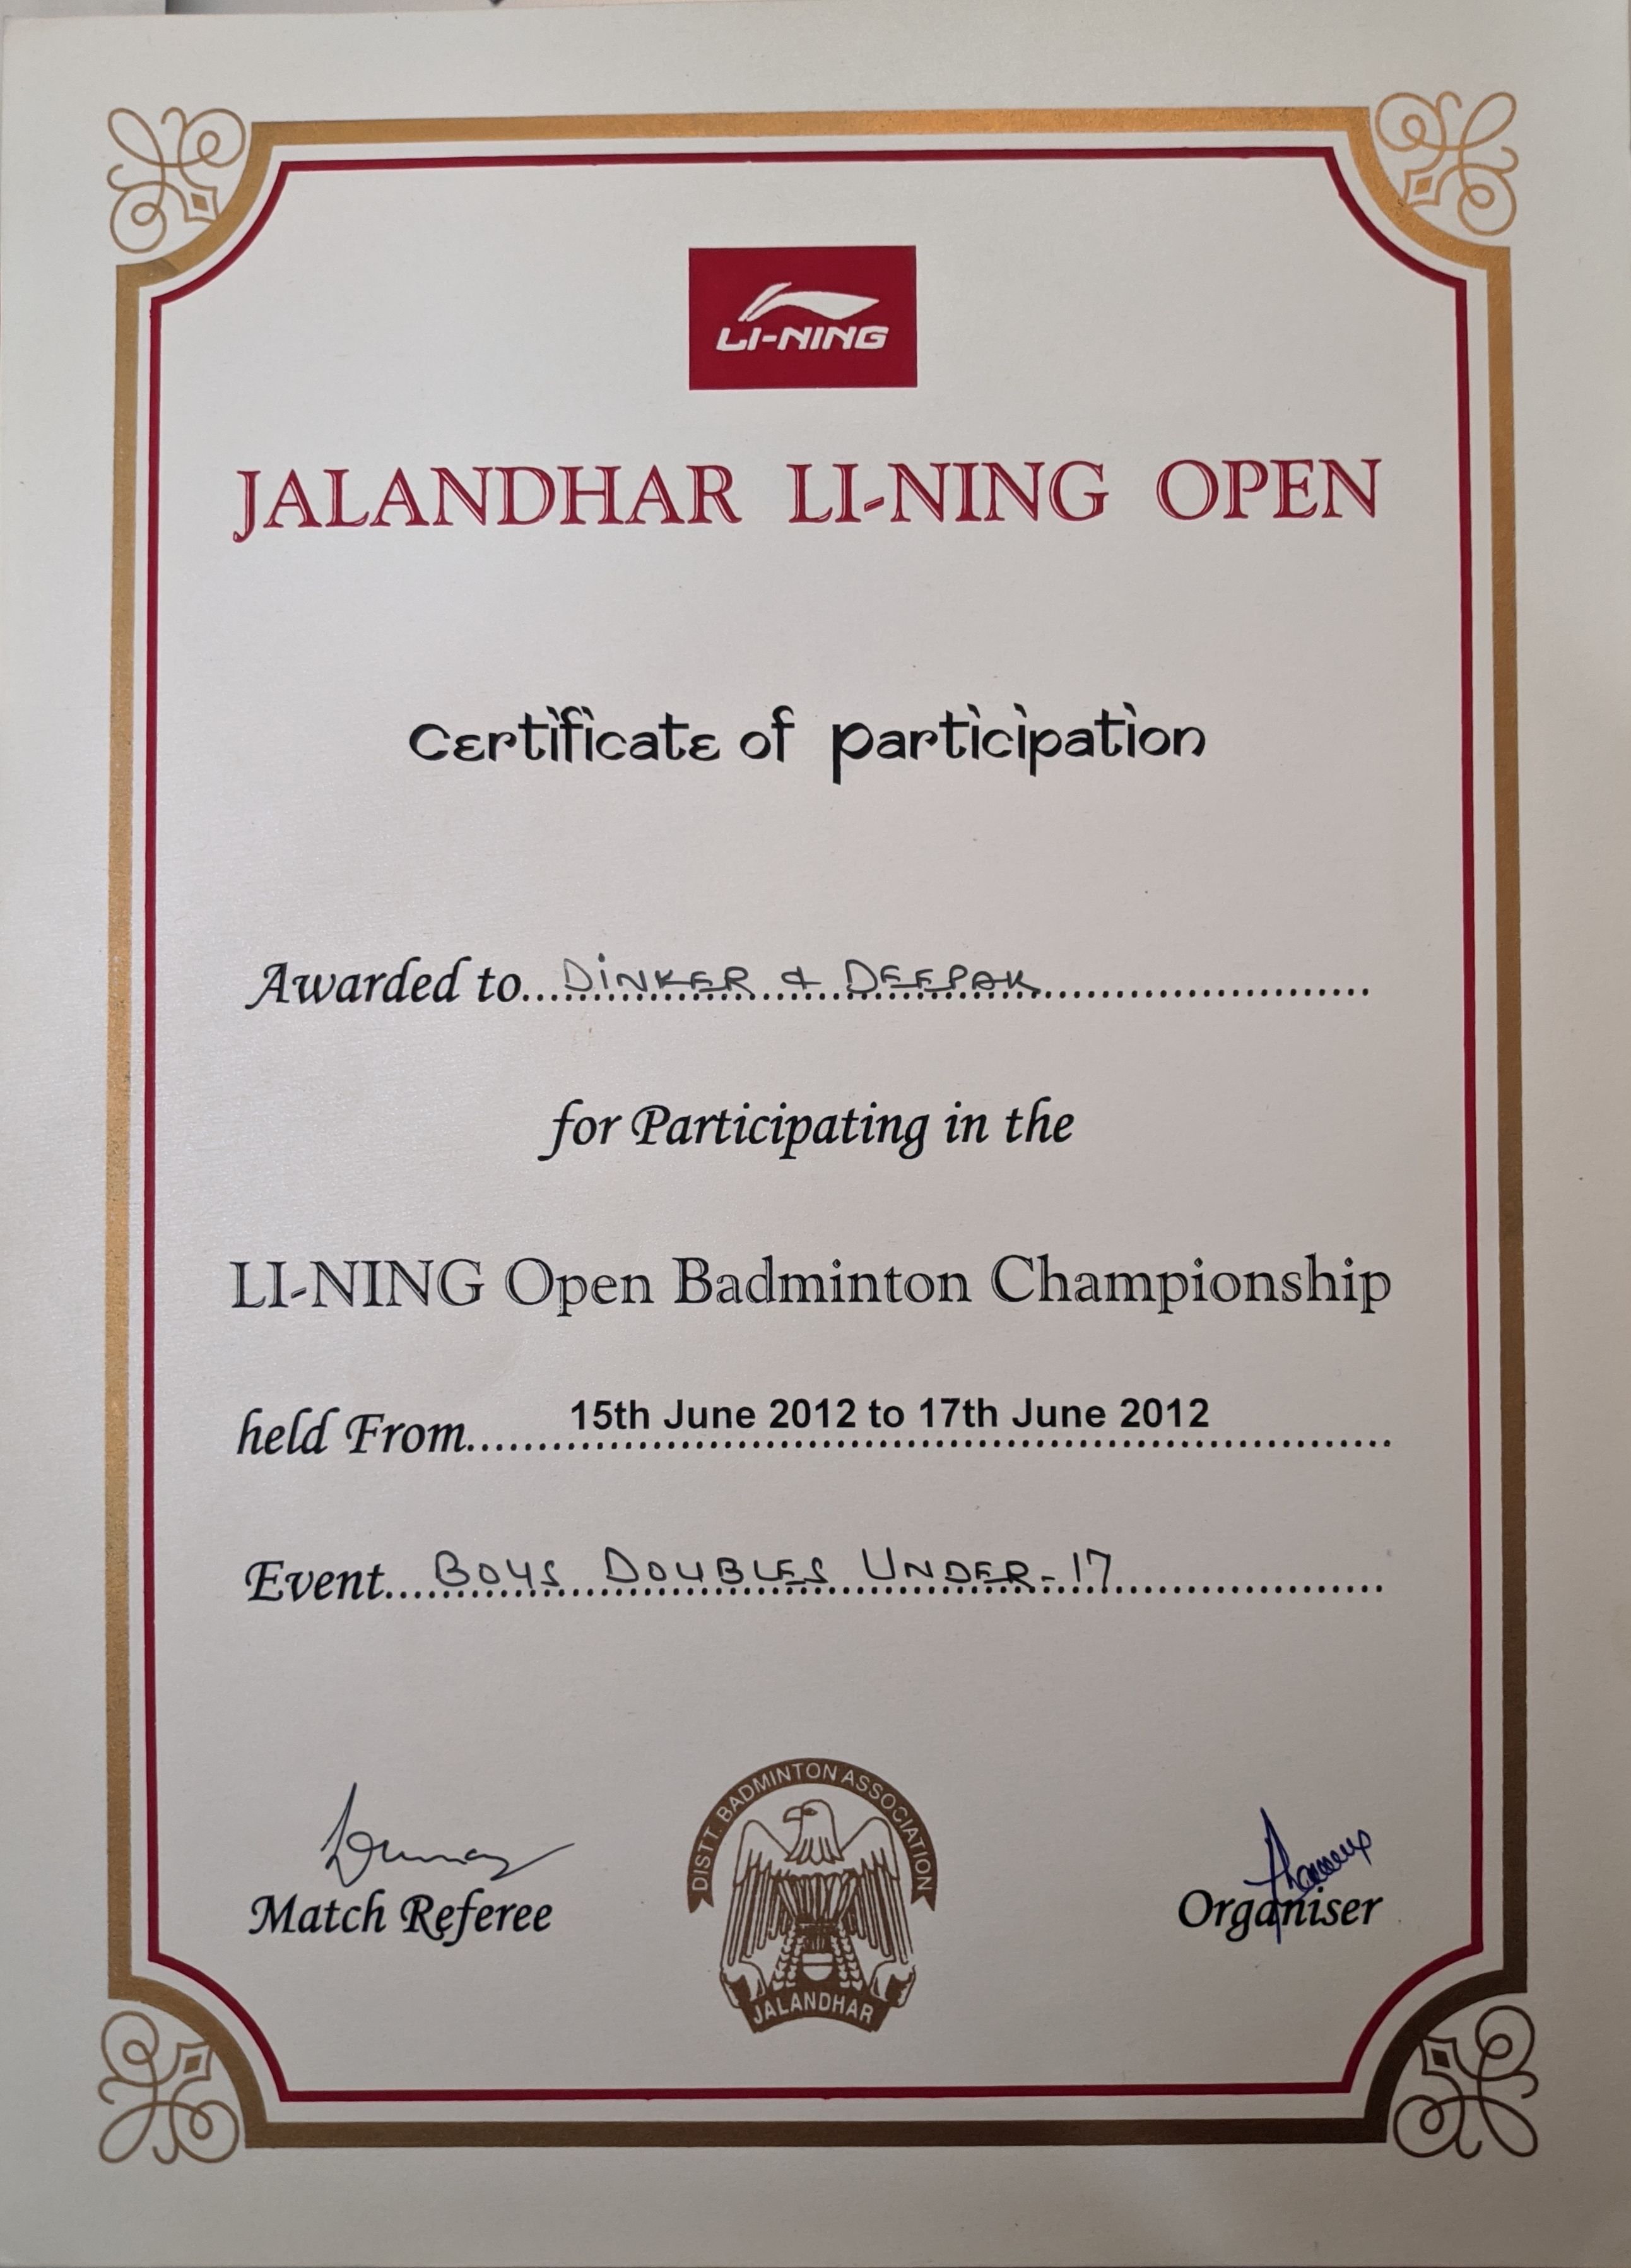 LI-NING
JALANDHAR LI-NING OPEN
Certificate of participation
Awarded to...DINKER & DEEPAK...
for Participating in the
LI-NING Open Badminton Championship
held From...15th June 2012 to 17th June 2012...
Event...BOYS DOUBLES UNDER-17...
DISTT. BADMINTON ASSOCIATION
JALANDHAR
Match Referee
Organiser